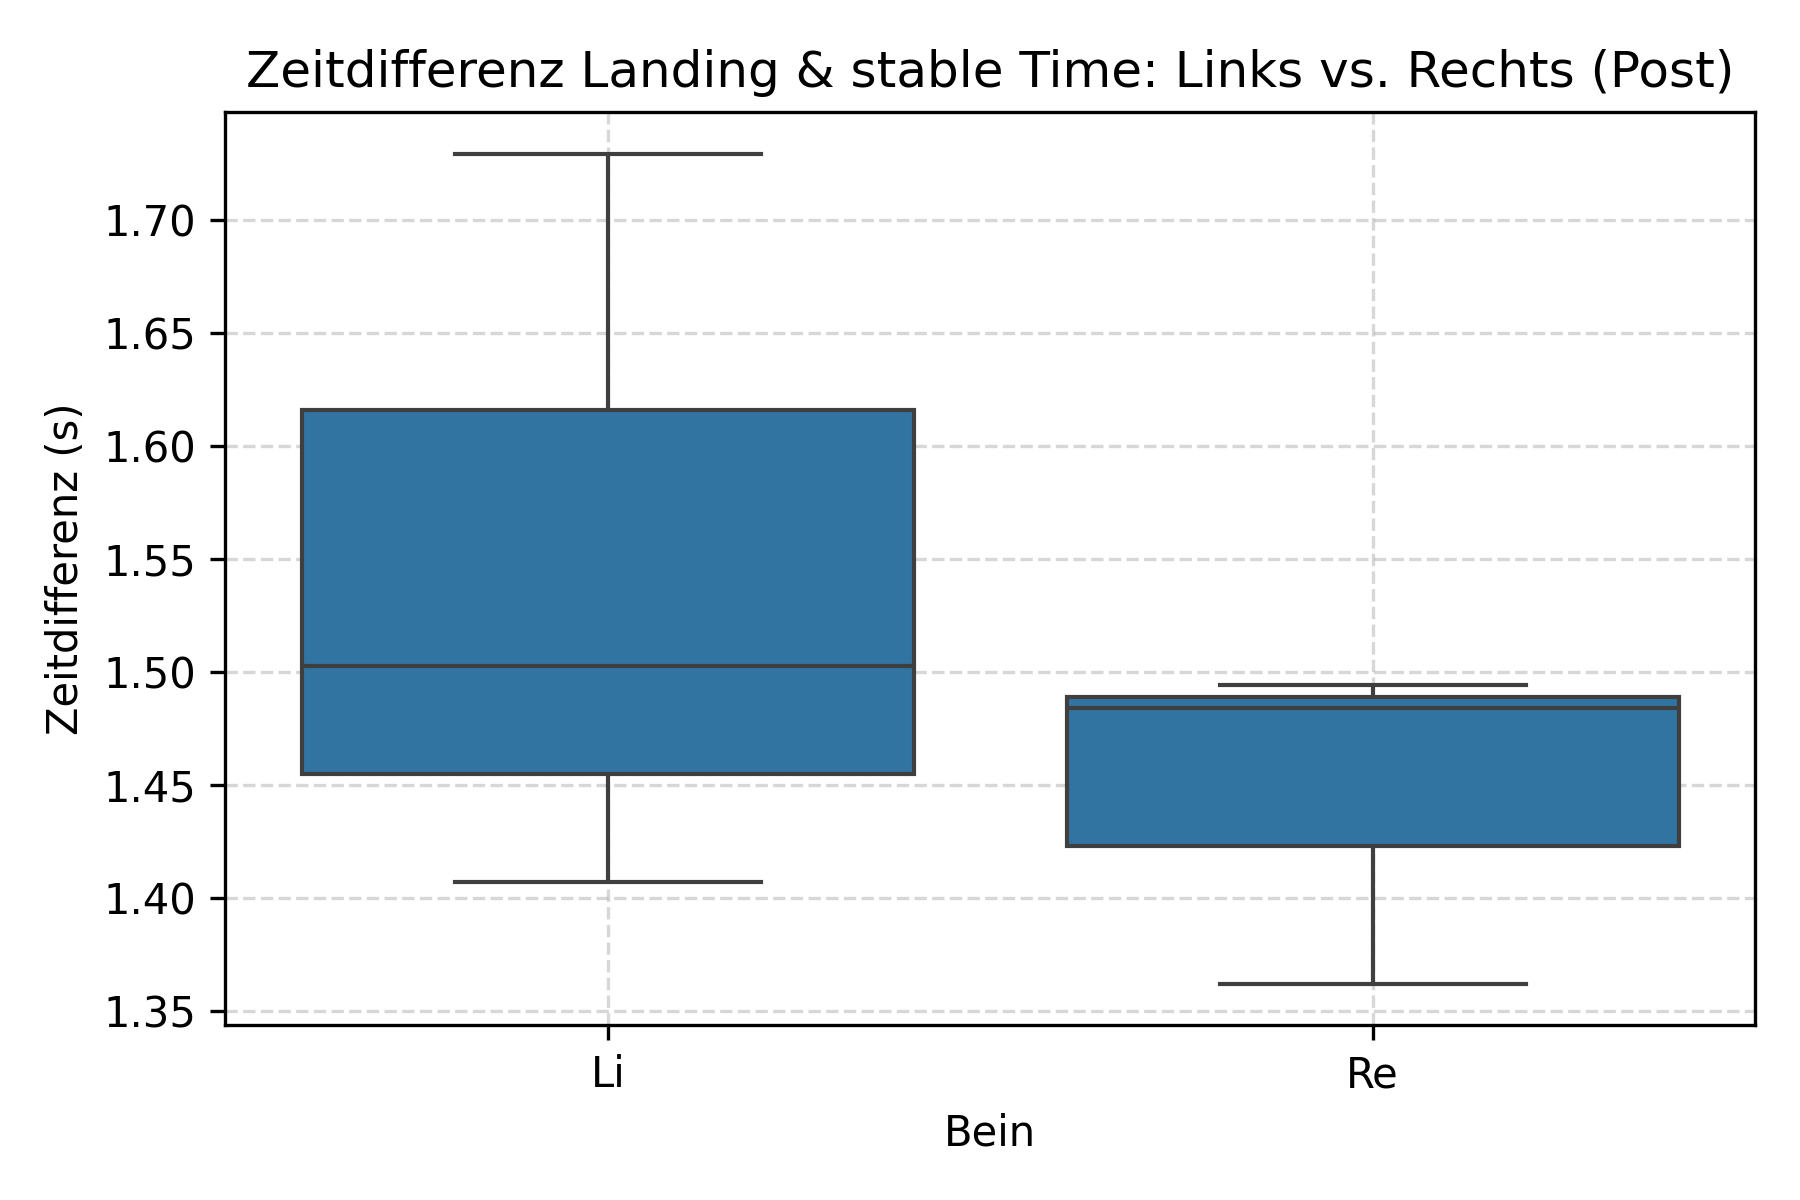 Zeitdifferenz Landing & stable Time: Links vs. Rechts (Post)
Zeitdifferenz (s)
1.70
1.65
1.60
1.55
1.50
1.45
1.40
1.35
Li
Re
Bein